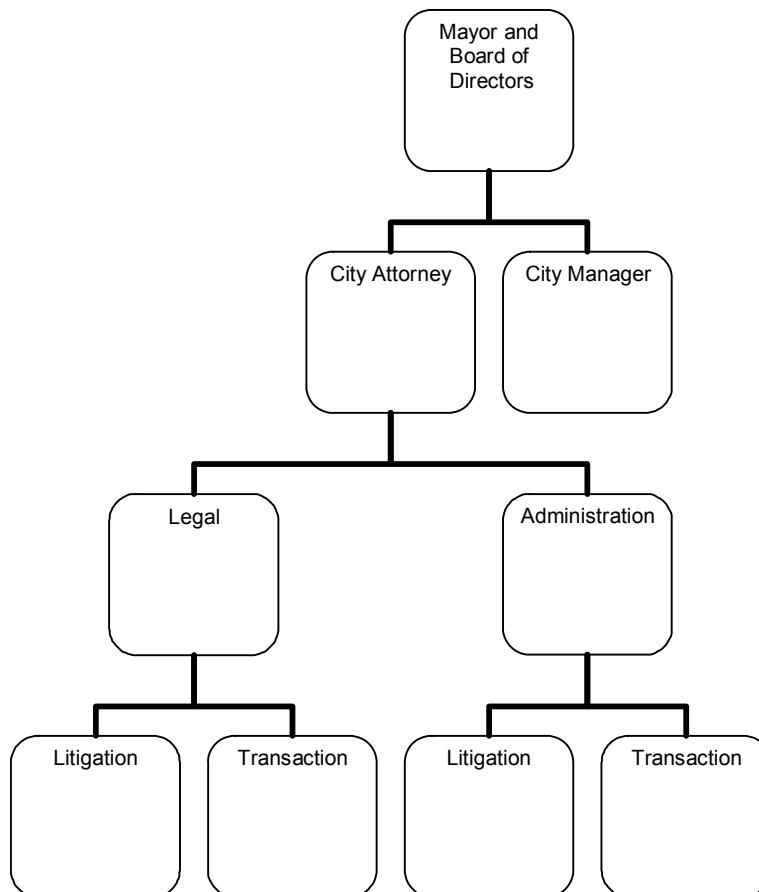 Mayor and
Board of
Directors
City Attorney
City Manager
Legal
Administration
Litigation
Transaction
Litigation
Transaction